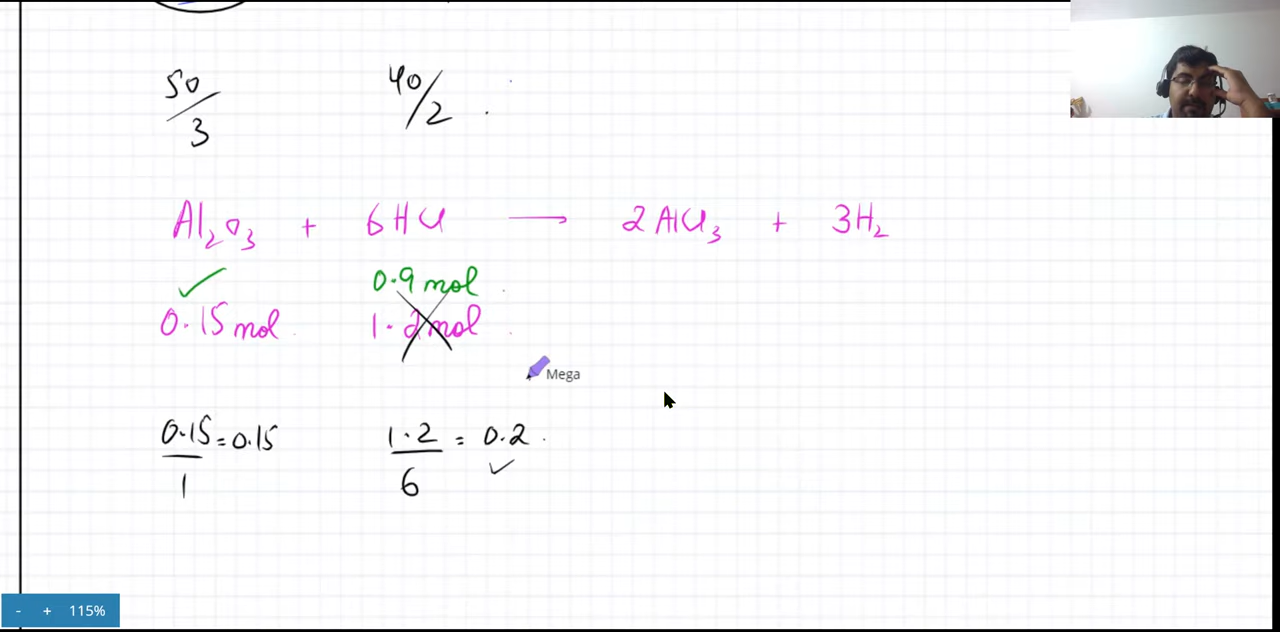 50/3 40/2
Al₂O₃ + 6HCl → 2AlCl₃ + 3H₂
✓ 0.9 mol
0.15 mol 1.2 mol
Mega
0.15/1 = 0.15 1.2/6 = 0.2
✓
- + 115%